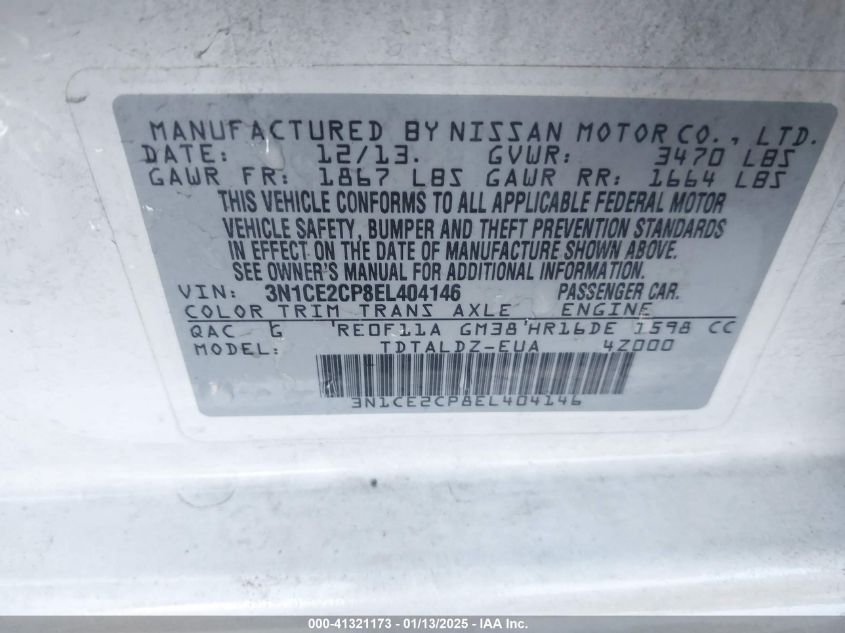 MANUFACTURED BY NISSAN MOTOR CO., LTD.
DATE: 12/13. GVWR: 3470 LBS
GAWR FR: 1867 LBS GAWR RR: 1664 LBS
THIS VEHICLE CONFORMS TO ALL APPLICABLE FEDERAL MOTOR
VEHICLE SAFETY, BUMPER AND THEFT PREVENTION STANDARDS
IN EFFECT ON THE DATE OF MANUFACTURE SHOWN ABOVE.
SEE OWNER'S MANUAL FOR ADDITIONAL INFORMATION.
VIN: 3N1CE2CP8EL404146 PASSENGER CAR.
COLOR TRIM TRANS AXLE ENGINE
QAC G RE0F11A GM38 HR16DE 1598 CC
MODEL: TDTALDZ-EUA 4Z000
3N1CE2CP8EL404146
000-41321173 - 01/13/2025 - IAA Inc.